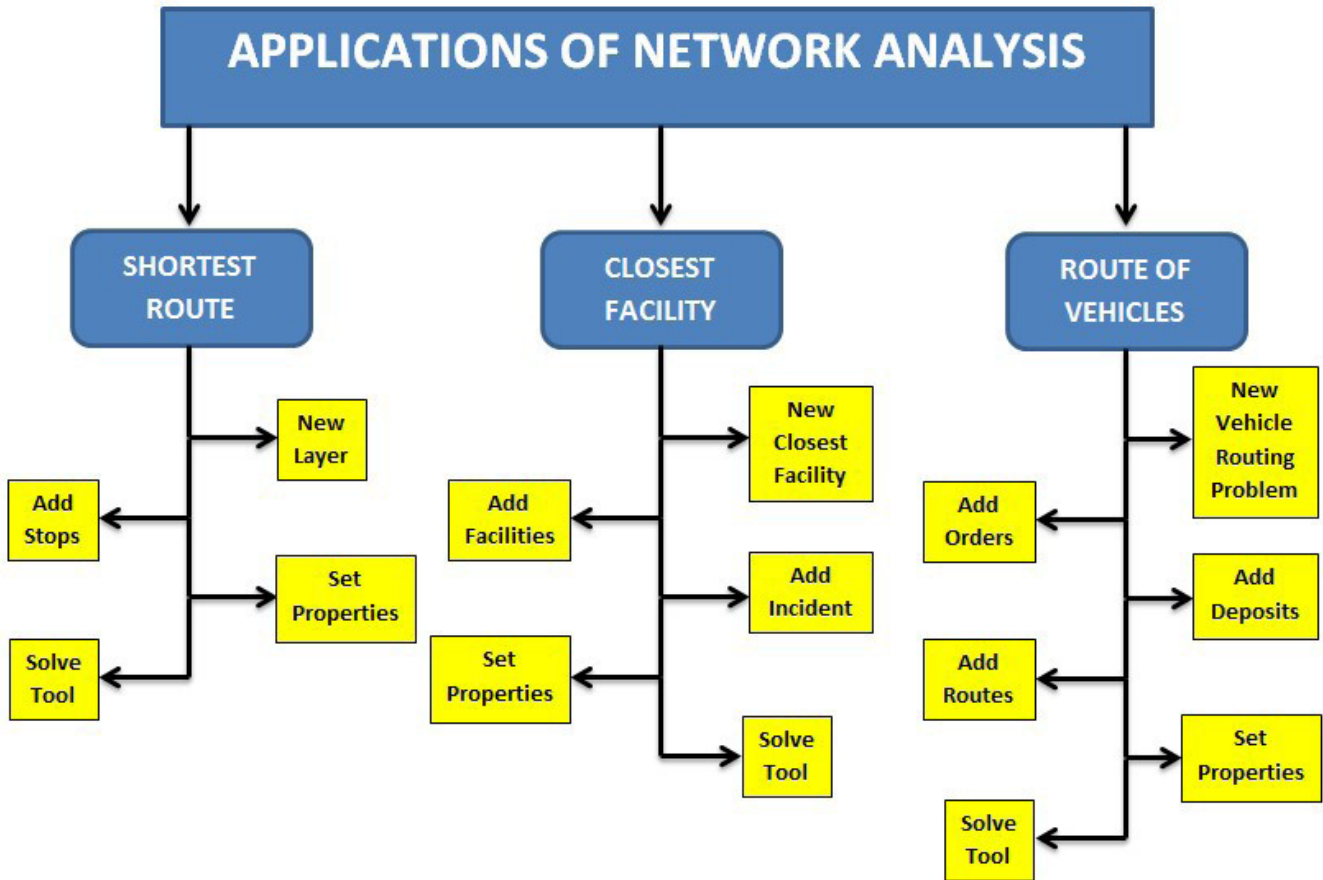 APPLICATIONS OF NETWORK ANALYSIS
SHORTEST
ROUTE
New
Layer
Add
Stops
Set
Properties
Solve
Tool
CLOSEST
FACILITY
New
Closest
Facility
Add
Facilities
Add
Incident
Set
Properties
Solve
Tool
ROUTE OF
VEHICLES
New
Vehicle
Routing
Problem
Add
Orders
Add
Deposits
Add
Routes
Set
Properties
Solve
Tool